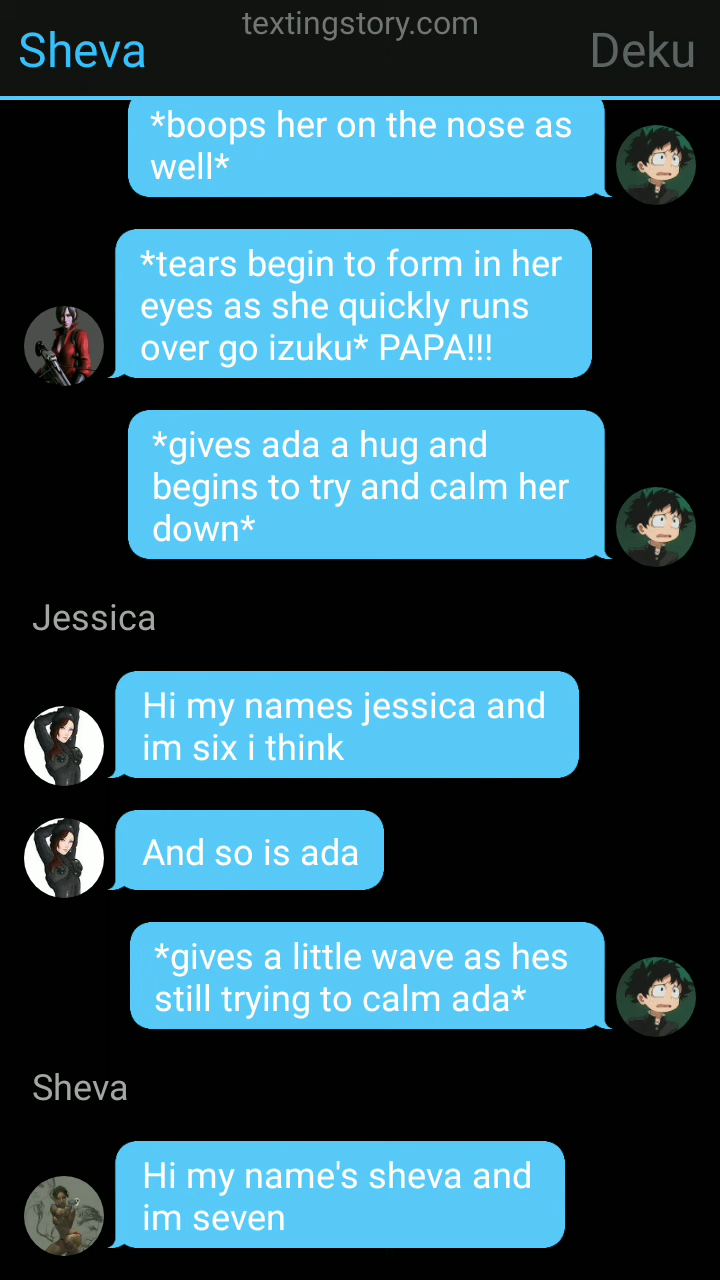 textingstory.com
Sheva
Deku
*boops her on the nose as
well*
*tears begin to form in her
eyes as she quickly runs
over go izuku* PAPA!!!
*gives ada a hug and
begins to try and calm her
down*
Jessica
Hi my names jessica and
im six i think
And so is ada
*gives a little wave as hes
still trying to calm ada*
Sheva
Hi my name's sheva and
im seven